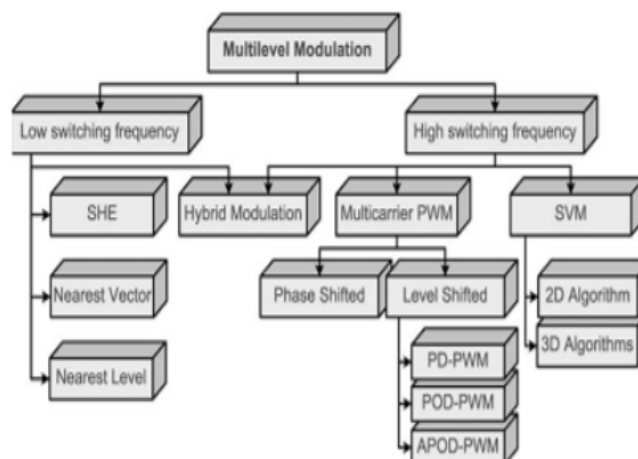 Multilevel Modulation
Low switching frequency
High switching frequency
SHE
Hybrid Modulation
Multicarrier PWM
SVM
Nearest Vector
Phase Shifted
Level Shifted
2D Algorithm
3D Algorithms
Nearest Level
PD-PWM
POD-PWM
APOD-PWM